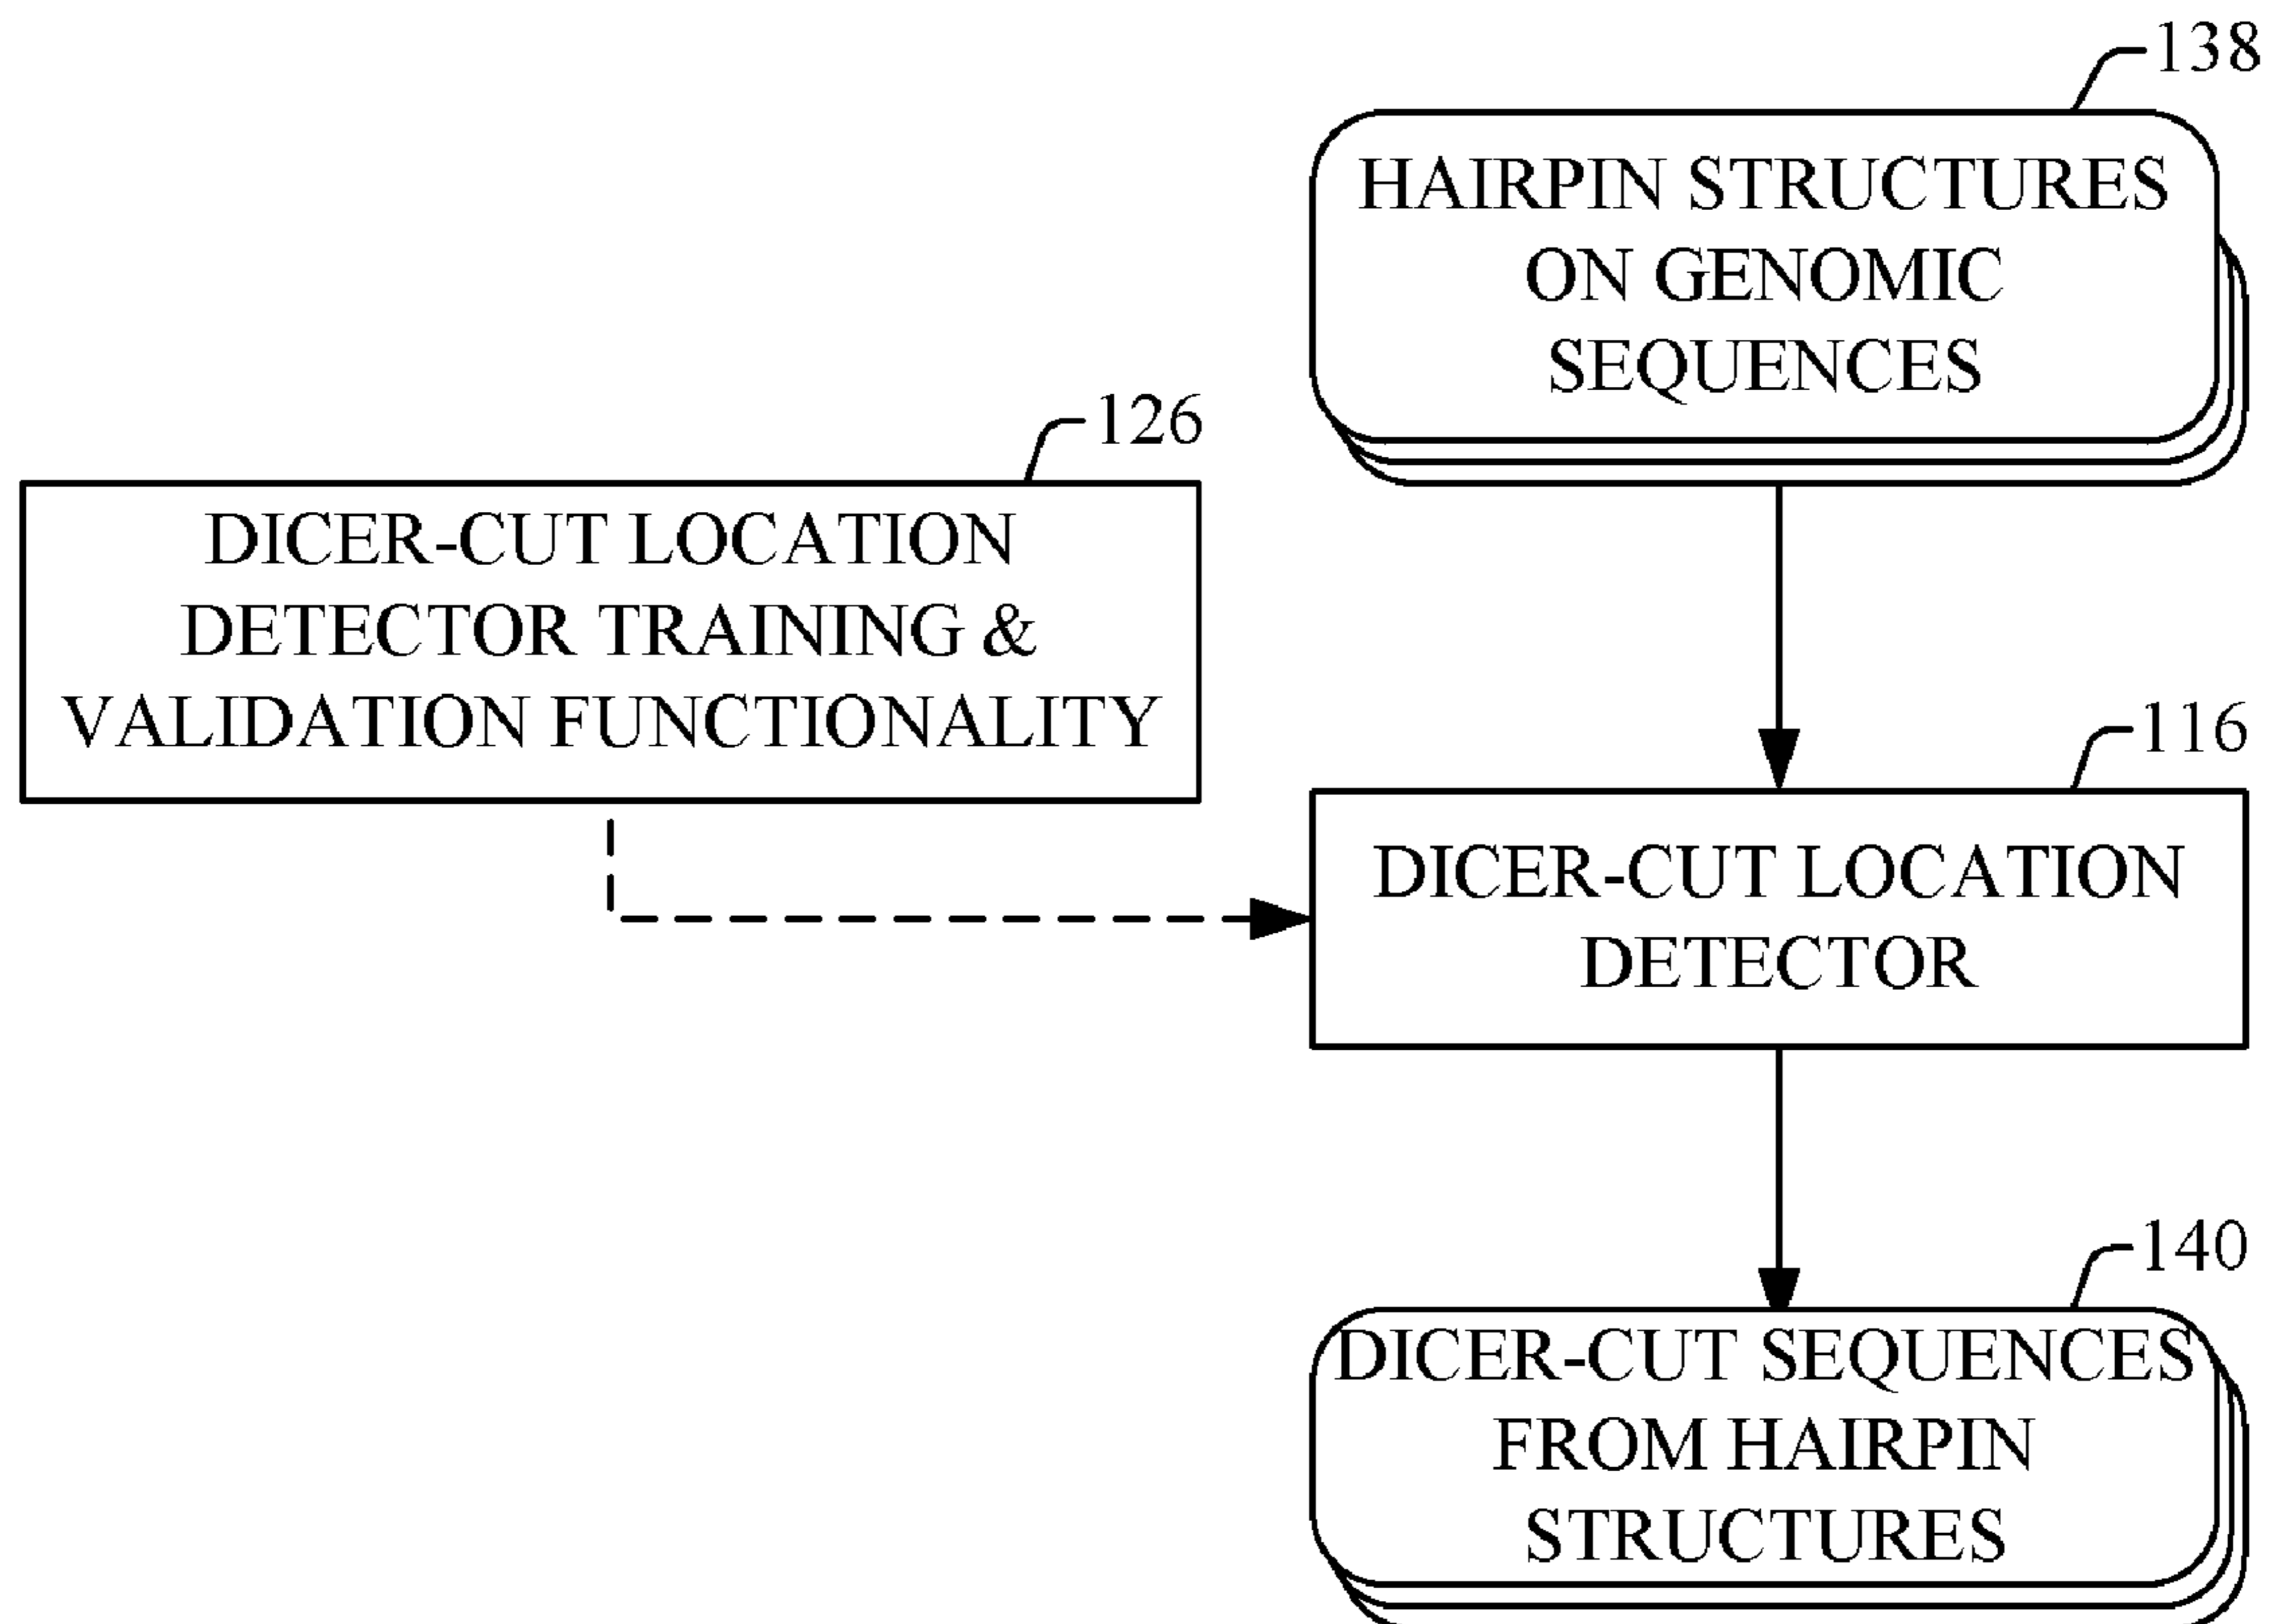 138
HAIRPIN STRUCTURES
ON GENOMIC
SEQUENCES
126
DICER-CUT LOCATION
DETECTOR TRAINING &
VALIDATION FUNCTIONALITY
116
DICER-CUT LOCATION
DETECTOR
140
DICER-CUT SEQUENCES
FROM HAIRPIN
STRUCTURES